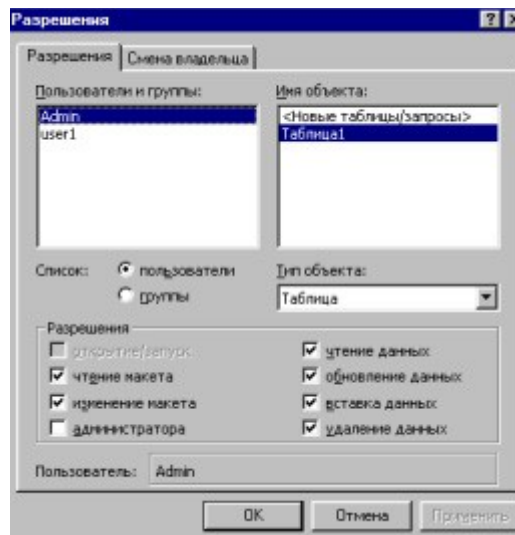 Разрешения
Разрешения Смена владельца
Пользователи и группы: Имя объекта:
Admin <Новые таблицы/запросы>
user1 Таблица1
Список: пользователи Тип объекта:
группы Таблица
Разрешения
открытие/запуск чтение данных
чтение макета обновление данных
изменение макета вставка данных
администратора удаление данных
Пользователь: Admin
OK Отмена Применить